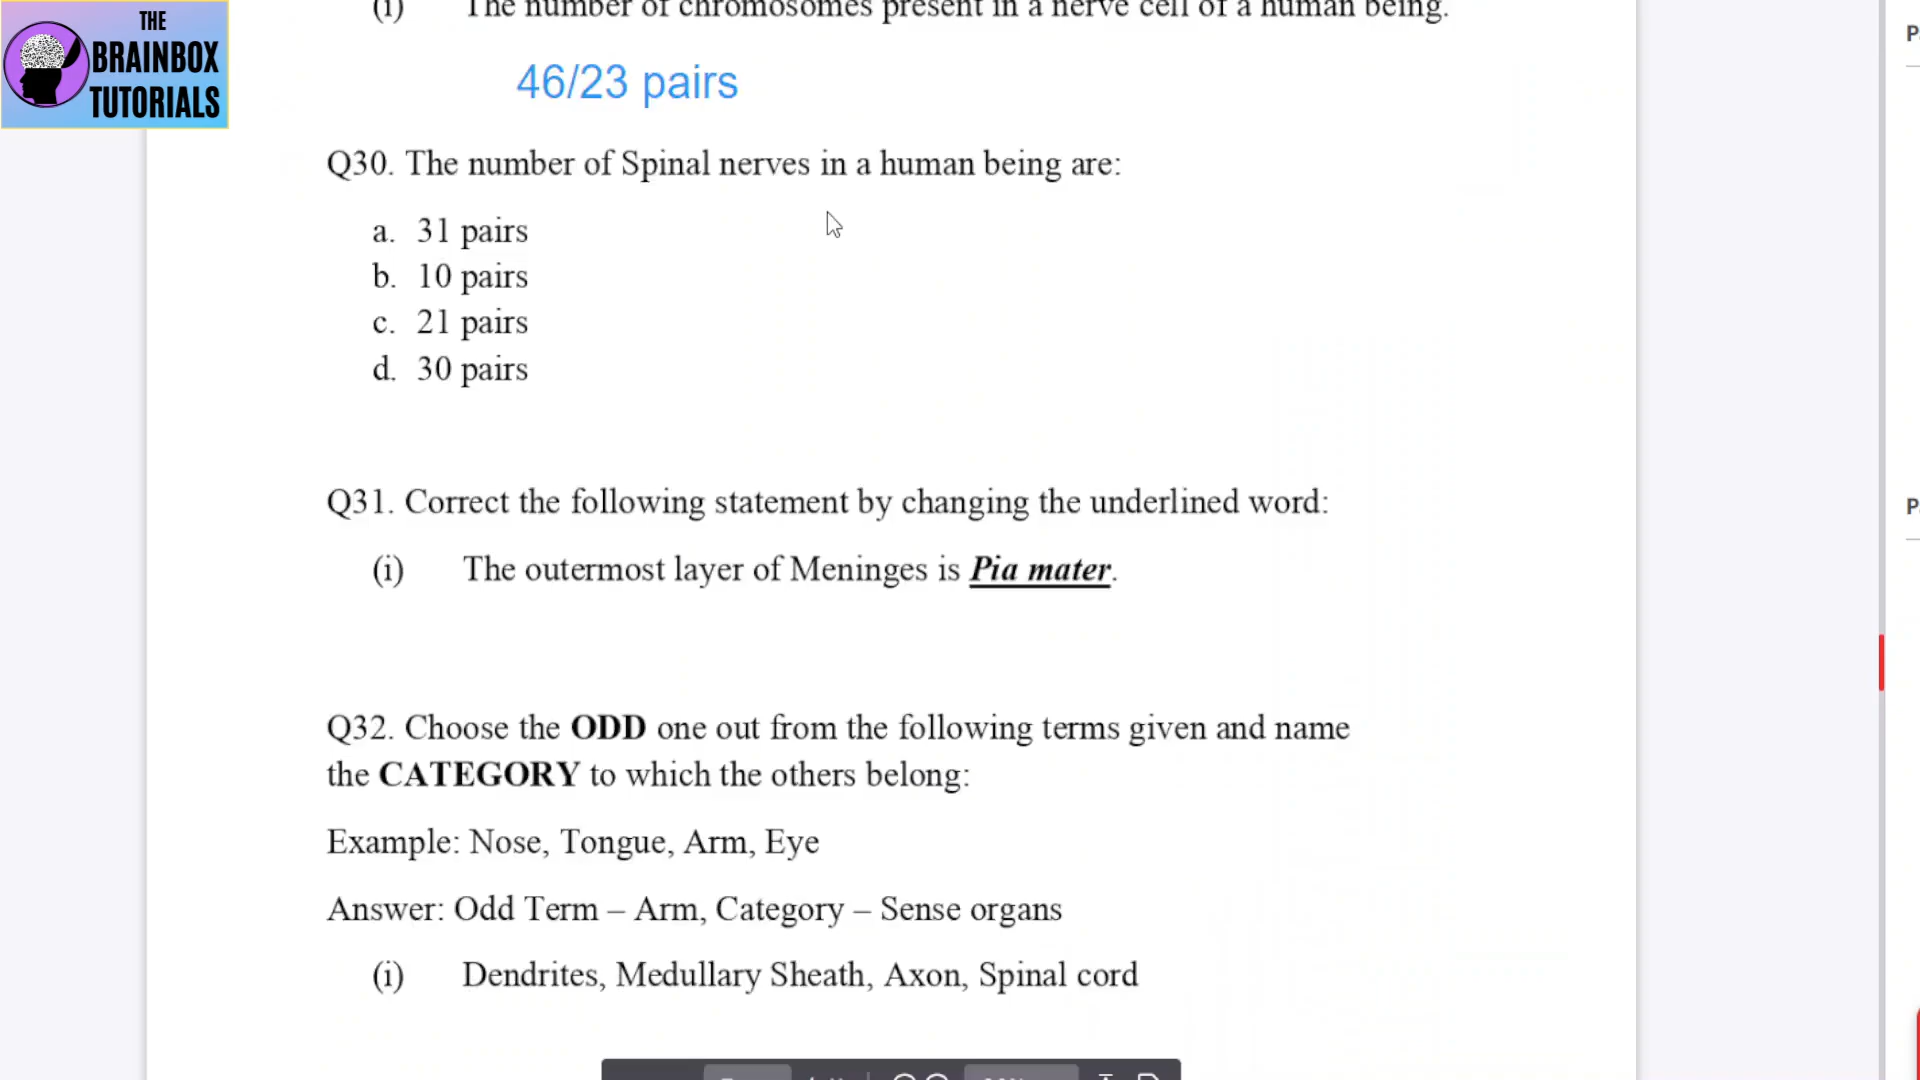 THE
BRAINBOX
TUTORIALS
(i) The number of chromosomes present in a nerve cell of a human being.
46/23 pairs
Q30. The number of Spinal nerves in a human being are:
a. 31 pairs
b. 10 pairs
c. 21 pairs
d. 30 pairs
Q31. Correct the following statement by changing the underlined word:
(i) The outermost layer of Meninges is Pia mater.
Q32. Choose the ODD one out from the following terms given and name
the CATEGORY to which the others belong:
Example: Nose, Tongue, Arm, Eye
Answer: Odd Term – Arm, Category – Sense organs
(i) Dendrites, Medullary Sheath, Axon, Spinal cord